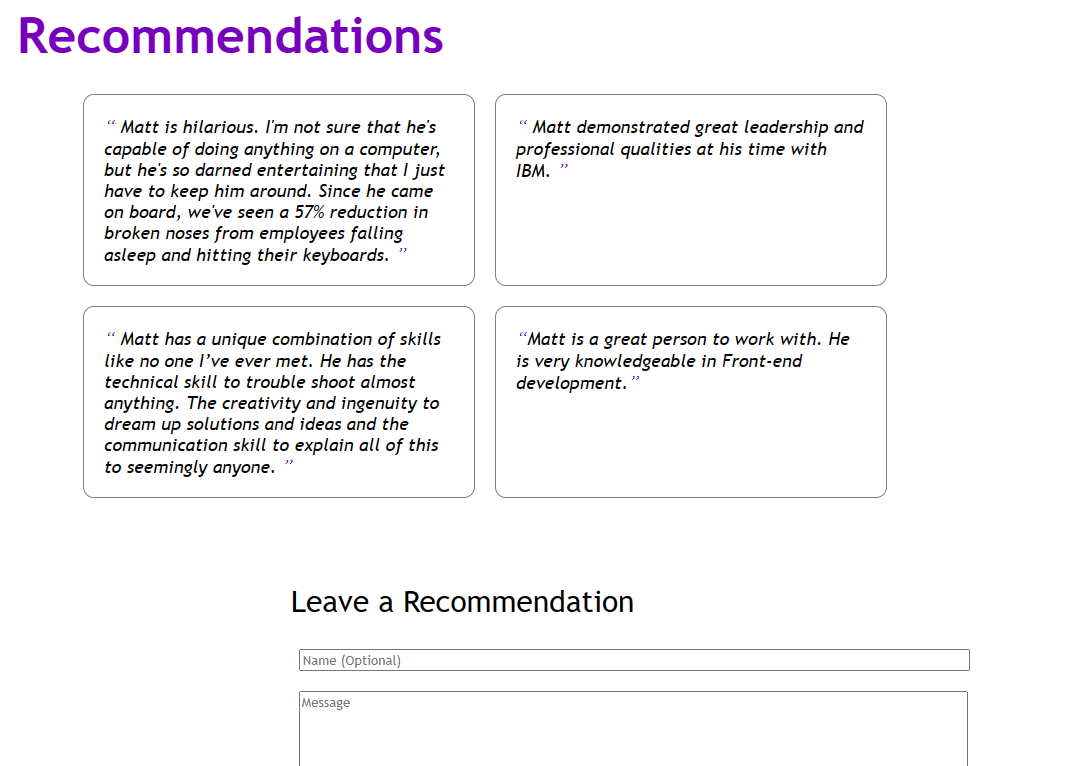 Recommendations
“ Matt is hilarious. I'm not sure that he's
capable of doing anything on a computer,
but he's so darned entertaining that I just
have to keep him around. Since he came
on board, we've seen a 57% reduction in
broken noses from employees falling
asleep and hitting their keyboards. ”
“ Matt demonstrated great leadership and
professional qualities at his time with
IBM. ”
“ Matt has a unique combination of skills
like no one I’ve ever met. He has the
technical skill to trouble shoot almost
anything. The creativity and ingenuity to
dream up solutions and ideas and the
communication skill to explain all of this
to seemingly anyone. ”
“Matt is a great person to work with. He
is very knowledgeable in Front-end
development.”
Leave a Recommendation
Name (Optional)
Message